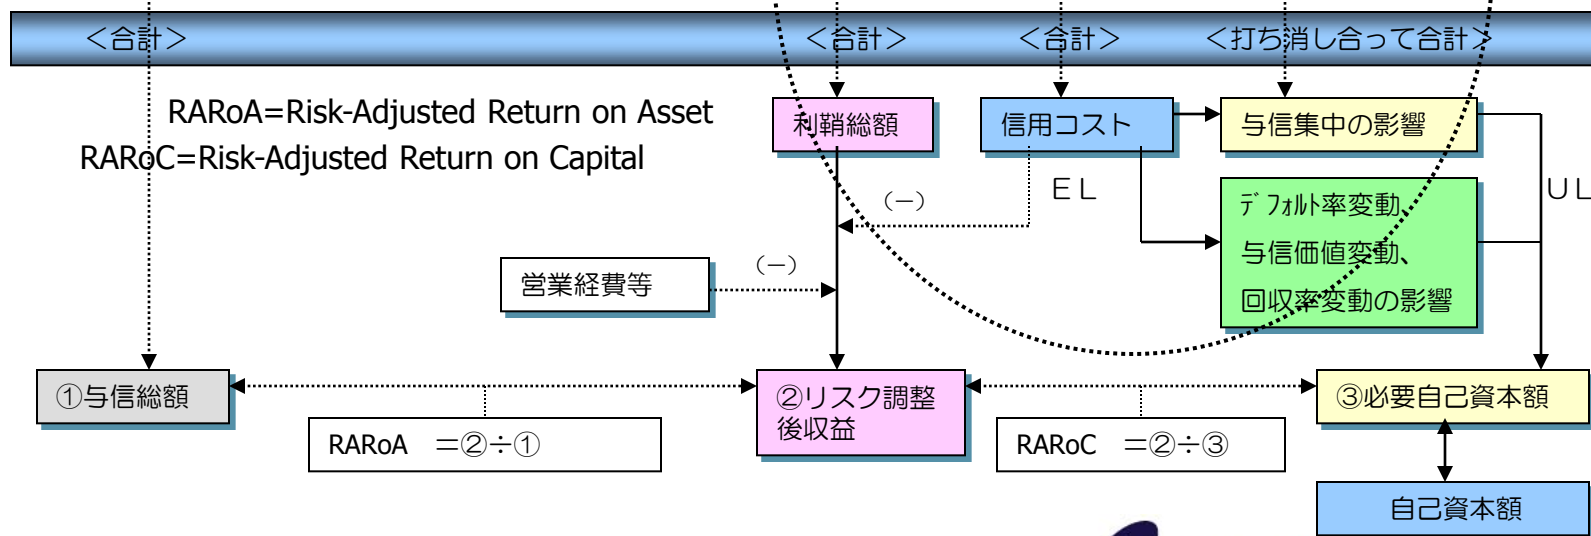 <合計>
<合計>
<合計>
<打ち消し合って合計>
RARoA=Risk-Adjusted Return on Asset
RARoC=Risk-Adjusted Return on Capital
利鞘総額
信用コスト
与信集中の影響
EL
UL
(-)
デフォルト率変動、
与信価値変動、
回収率変動の影響
(-)
営業経費等
①与信総額
②リスク調整
後収益
③必要自己資本額
RARoA =②÷①
RARoC =②÷③
自己資本額